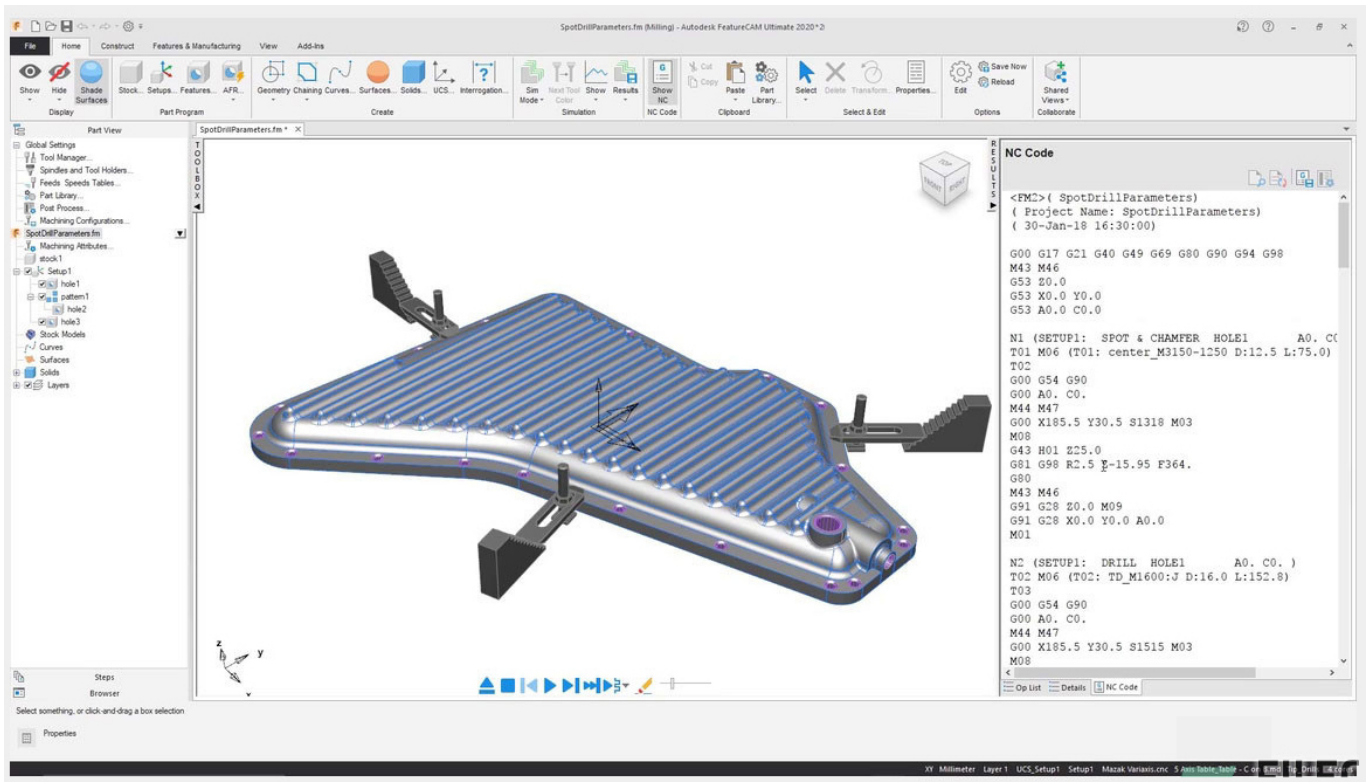 SpotDrillParameters.fm (Milling) - Autodesk FeatureCAM Ultimate 2020*2
File Home Construct Features & Manufacturing View Add-Ins
Show Hide Shade Surfaces Stock... Setups... Features... AFR... Geometry Chaining Curves... Surfaces... Solids... UCS... Interrogation... Sim Mode Next Tool Color Show Results Show NC Cut Copy Paste Part Library... Select Delete Transform... Properties... Edit Save Now Reload Shared Views
Display Part Program Create Simulation NC Code Clipboard Select & Edit Options Collaborate
Part View
SpotDrillParameters.fm *
Global Settings
Tool Manager...
Spindles and Tool Holders...
Feeds Speeds Tables...
Part Library...
Post Process...
Machining Configurations...
SpotDrillParameters.fm
Machining Attributes...
stock1
Setup1
hole1
pattern1
hole2
hole3
Stock Models
Curves
Surfaces
Solids
Layers
Steps
Browser
TOOLBOX
TOP
FRONT RIGHT
z
y
RESULTS
NC Code
<FM2>( SpotDrillParameters)
( Project Name: SpotDrillParameters)
( 30-Jan-18 16:30:00)
G00 G17 G21 G40 G49 G69 G80 G90 G94 G98
M43 M46
G53 Z0.0
G53 X0.0 Y0.0
G53 A0.0 C0.0
N1 (SETUP1: SPOT & CHAMFER HOLE1 A0. C0
T01 M06 (T01: center_M3150-1250 D:12.5 L:75.0)
T02
G00 G54 G90
G00 A0. C0.
M44 M47
G00 X185.5 Y30.5 S1318 M03
M08
G43 H01 Z25.0
G81 G98 R2.5 Z-15.95 F364.
G80
M43 M46
G91 G28 Z0.0 M09
G91 G28 X0.0 Y0.0 A0.0
M01
N2 (SETUP1: DRILL HOLE1 A0. C0. )
T02 M06 (T02: TD_M1600:J D:16.0 L:152.8)
T03
G00 G54 G90
G00 A0. C0.
M44 M47
G00 X185.5 Y30.5 S1515 M03
M08
Op List Details NC Code
Select something, or click-and-drag a box selection
Properties
XY Millimeter Layer 1 UCS_Setup1 Setup1 Mazak Variaxis.cnc 5 Axis Table_Table - C on